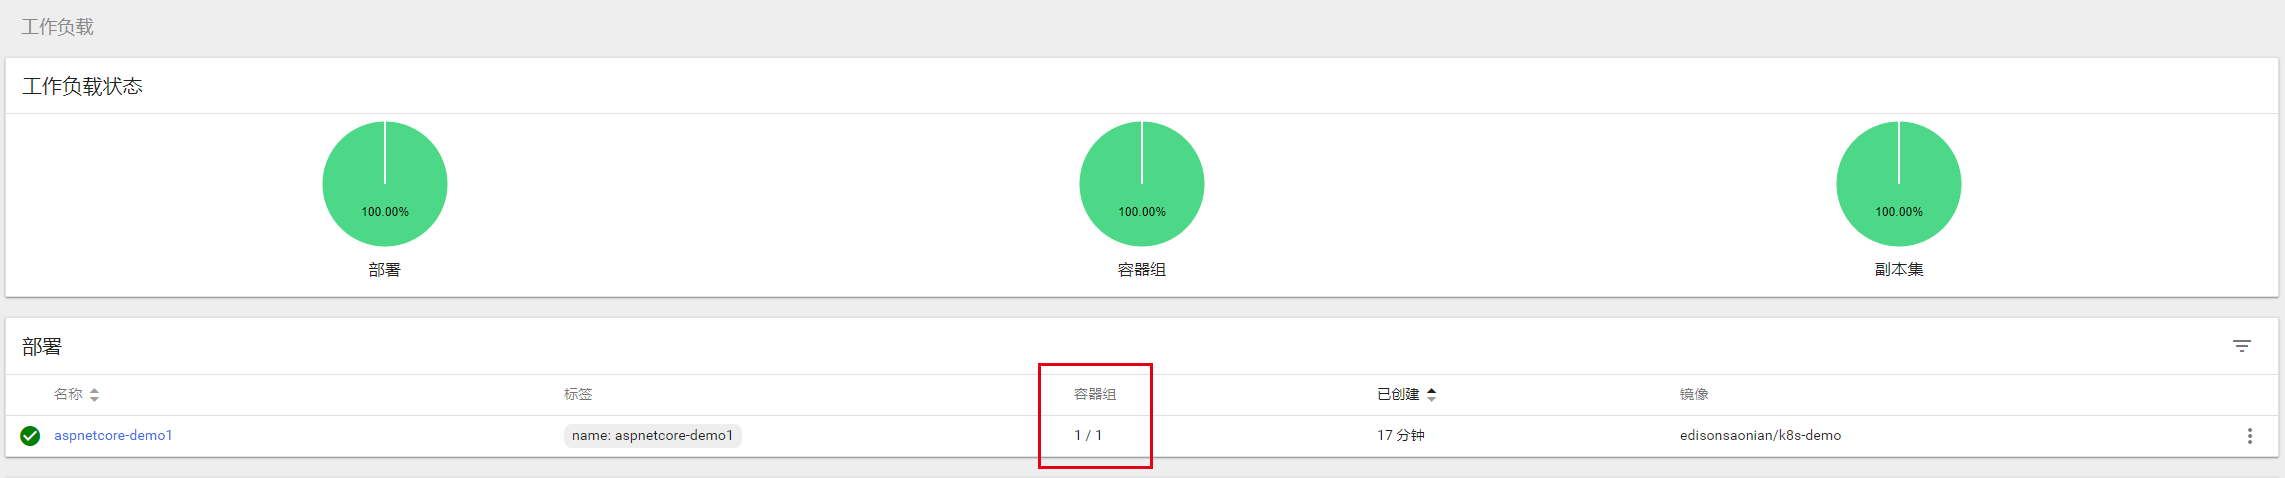 工作负载
工作负载状态
100.00% 100.00% 100.00%
部署 容器组 副本集
部署
名称 标签 容器组 已创建 镜像
aspnetcore-demo1 name: aspnetcore-demo1 1 / 1 17 分钟 edisonsaonian/k8s-demo